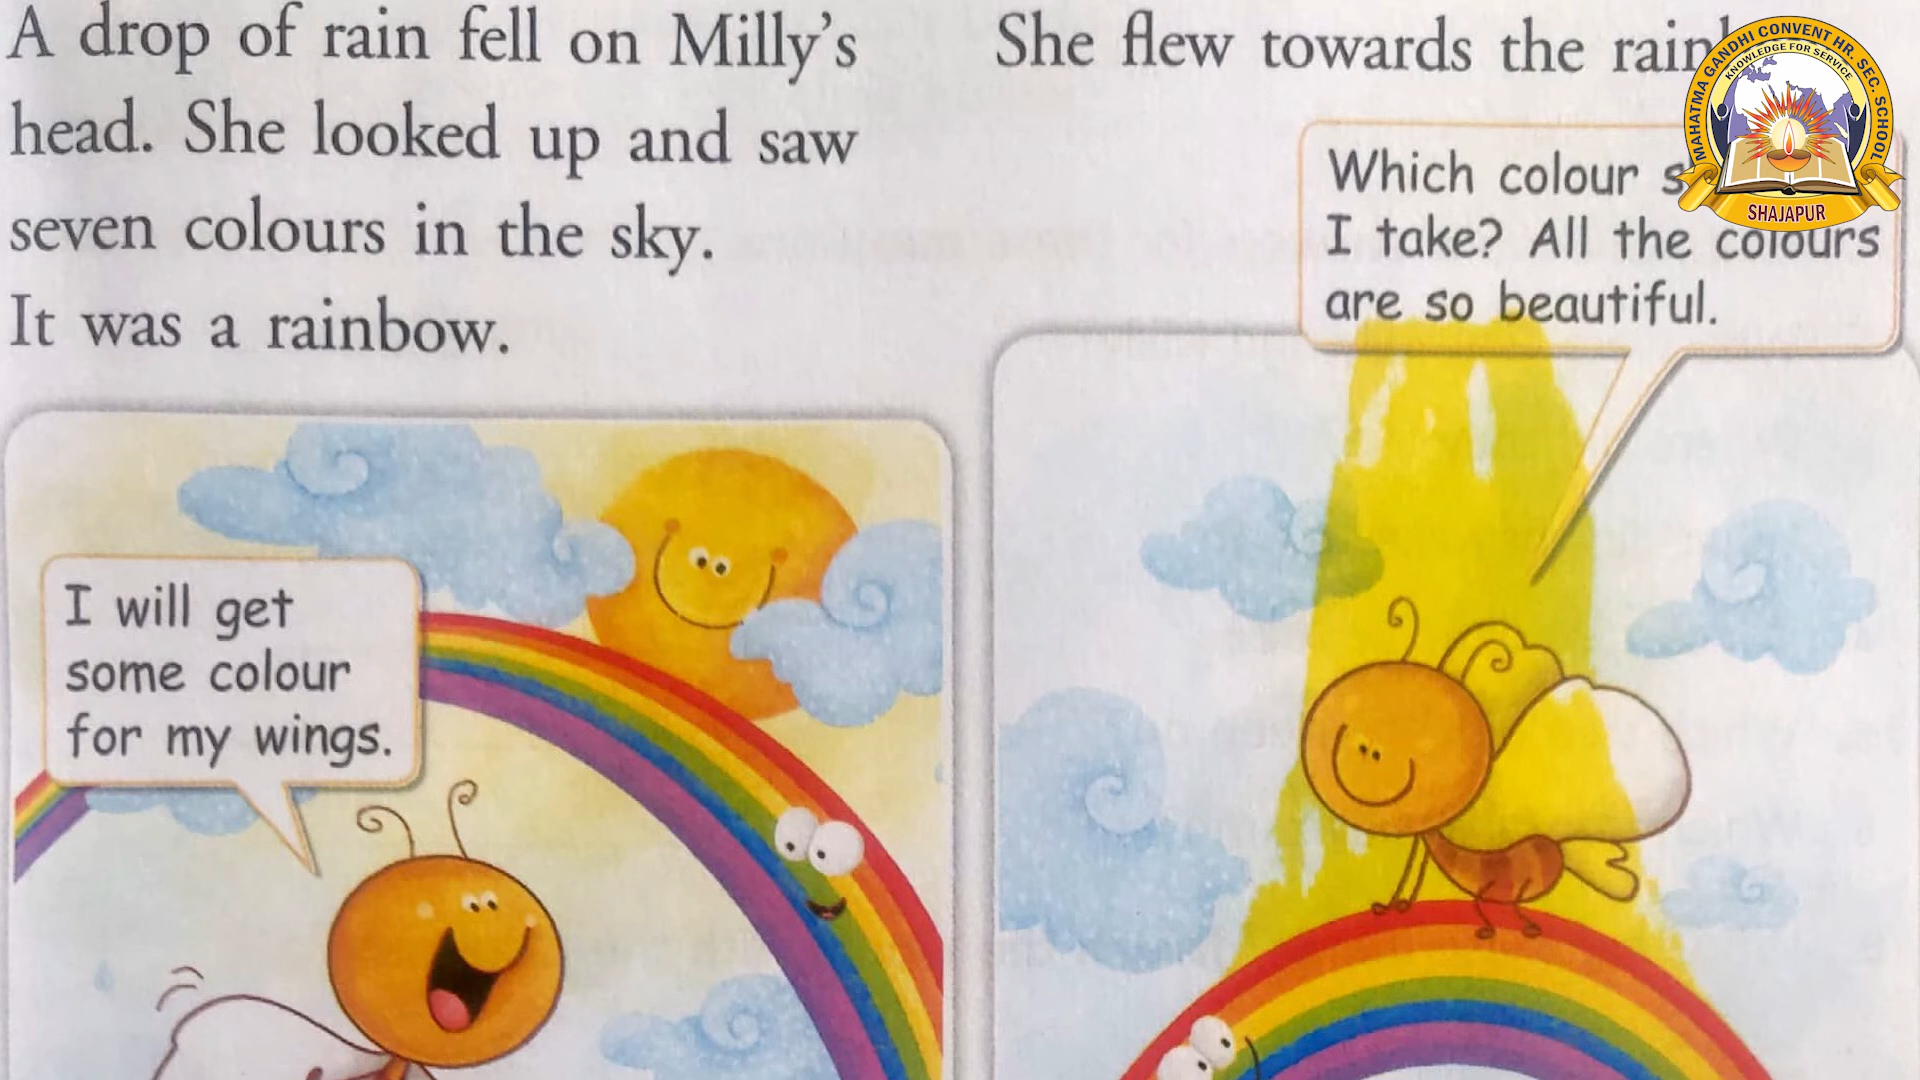 A drop of rain fell on Milly's
head. She looked up and saw
seven colours in the sky.
It was a rainbow.
I will get
some colour
for my wings.
She flew towards the
Which colour
I take? All the colours
are so beautiful.
MAHATMA GANDHI CONVENT HR. SEC. SCHOOL
KNOWLEDGE FOR SERVICE
SHAJAPUR